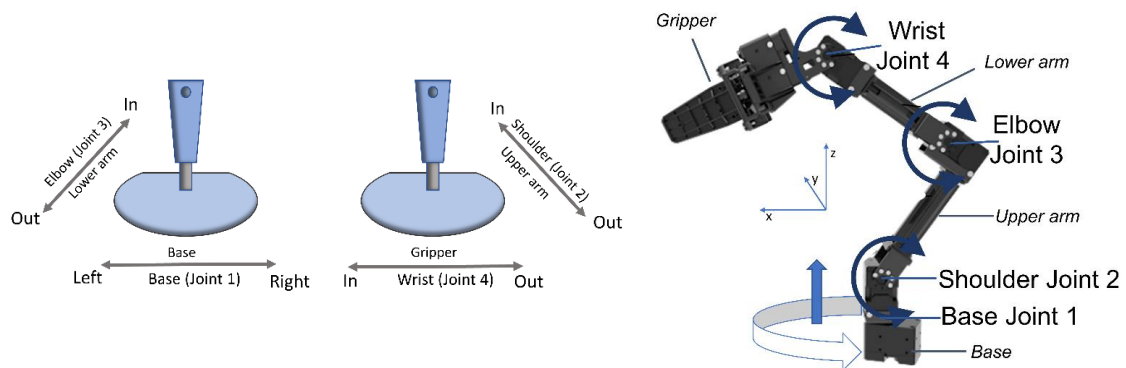 In
Elbow (Joint 3)
Lower arm
Out
Base
Left
Base (Joint 1)
Right
In
Shoulder (Joint 2)
Upper arm
Out
Gripper
In
Wrist (Joint 4)
Out
Gripper
Wrist
Joint 4
Lower arm
Elbow
Joint 3
z
y
x
Upper arm
Shoulder Joint 2
Base Joint 1
Base